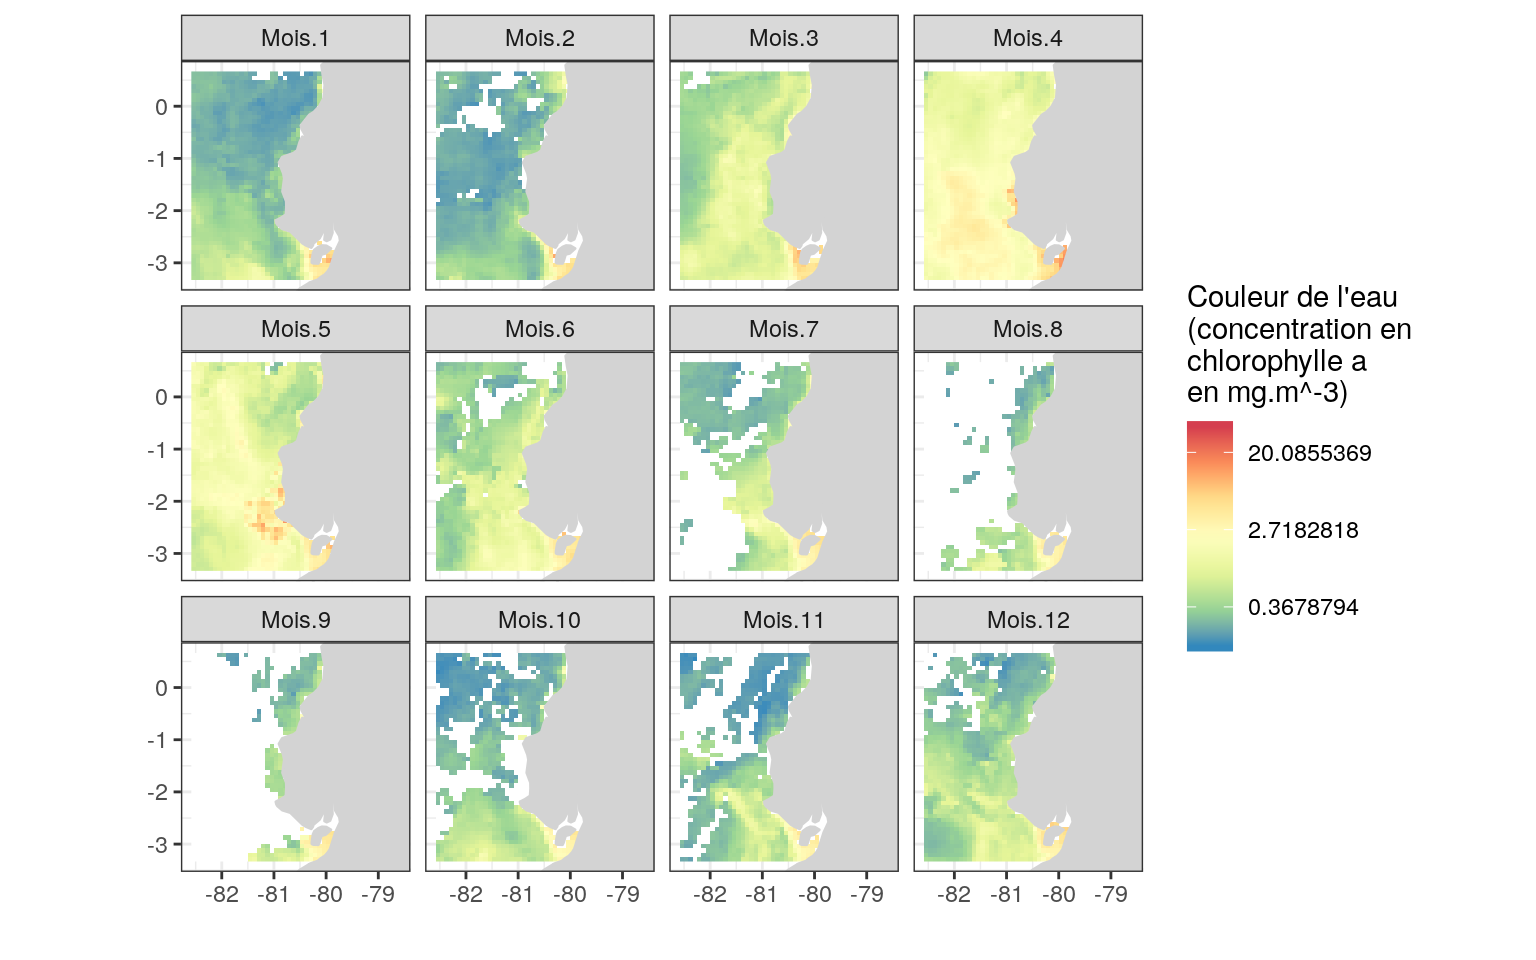 Mois.1 Mois.2 Mois.3 Mois.4
0
-1
-2
-3
Mois.5 Mois.6 Mois.7 Mois.8
0
-1
-2
-3
Mois.9 Mois.10 Mois.11 Mois.12
0
-1
-2
-3
-82 -81 -80 -79 -82 -81 -80 -79 -82 -81 -80 -79 -82 -81 -80 -79
Couleur de l'eau
(concentration en
chlorophylle a
en mg.m^-3)
20.0855369
2.7182818
0.3678794